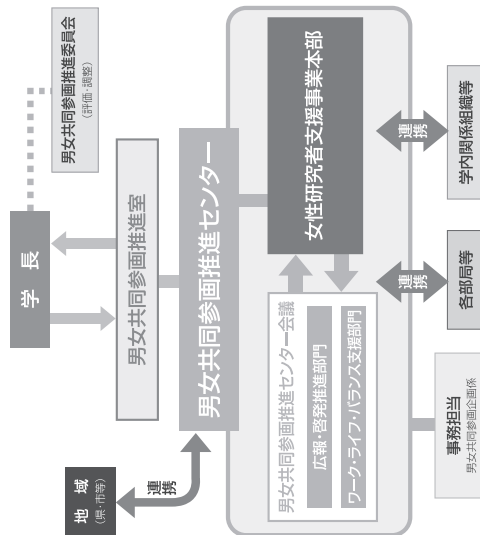 男女共同参画推進委員会
（評価・調整）
学 長
男女共同参画推進室
男女共同参画推進センター
地 域
（県・市等）
連携
女性研究者支援事業本部
男女共同参画推進センター会議
広報・啓発推進部門
ワーク・ライフ・バランス支援部門
連携
連携
学内関係組織等
各部局等
事務担当
男女共同参画企画係